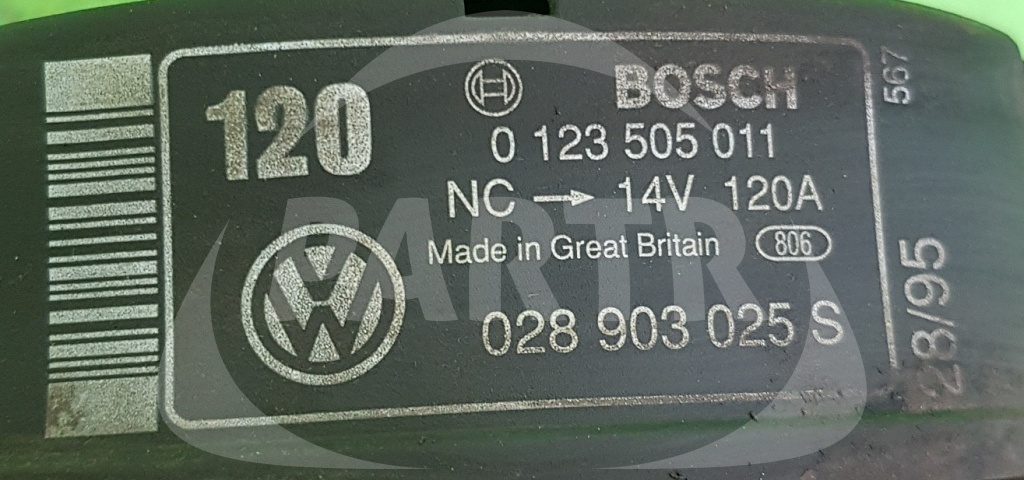 120
BOSCH
0 123 505 011
NC → 14V 120A
Made in Great Britain 806
028 903 025 S
567
28/95
PARTR